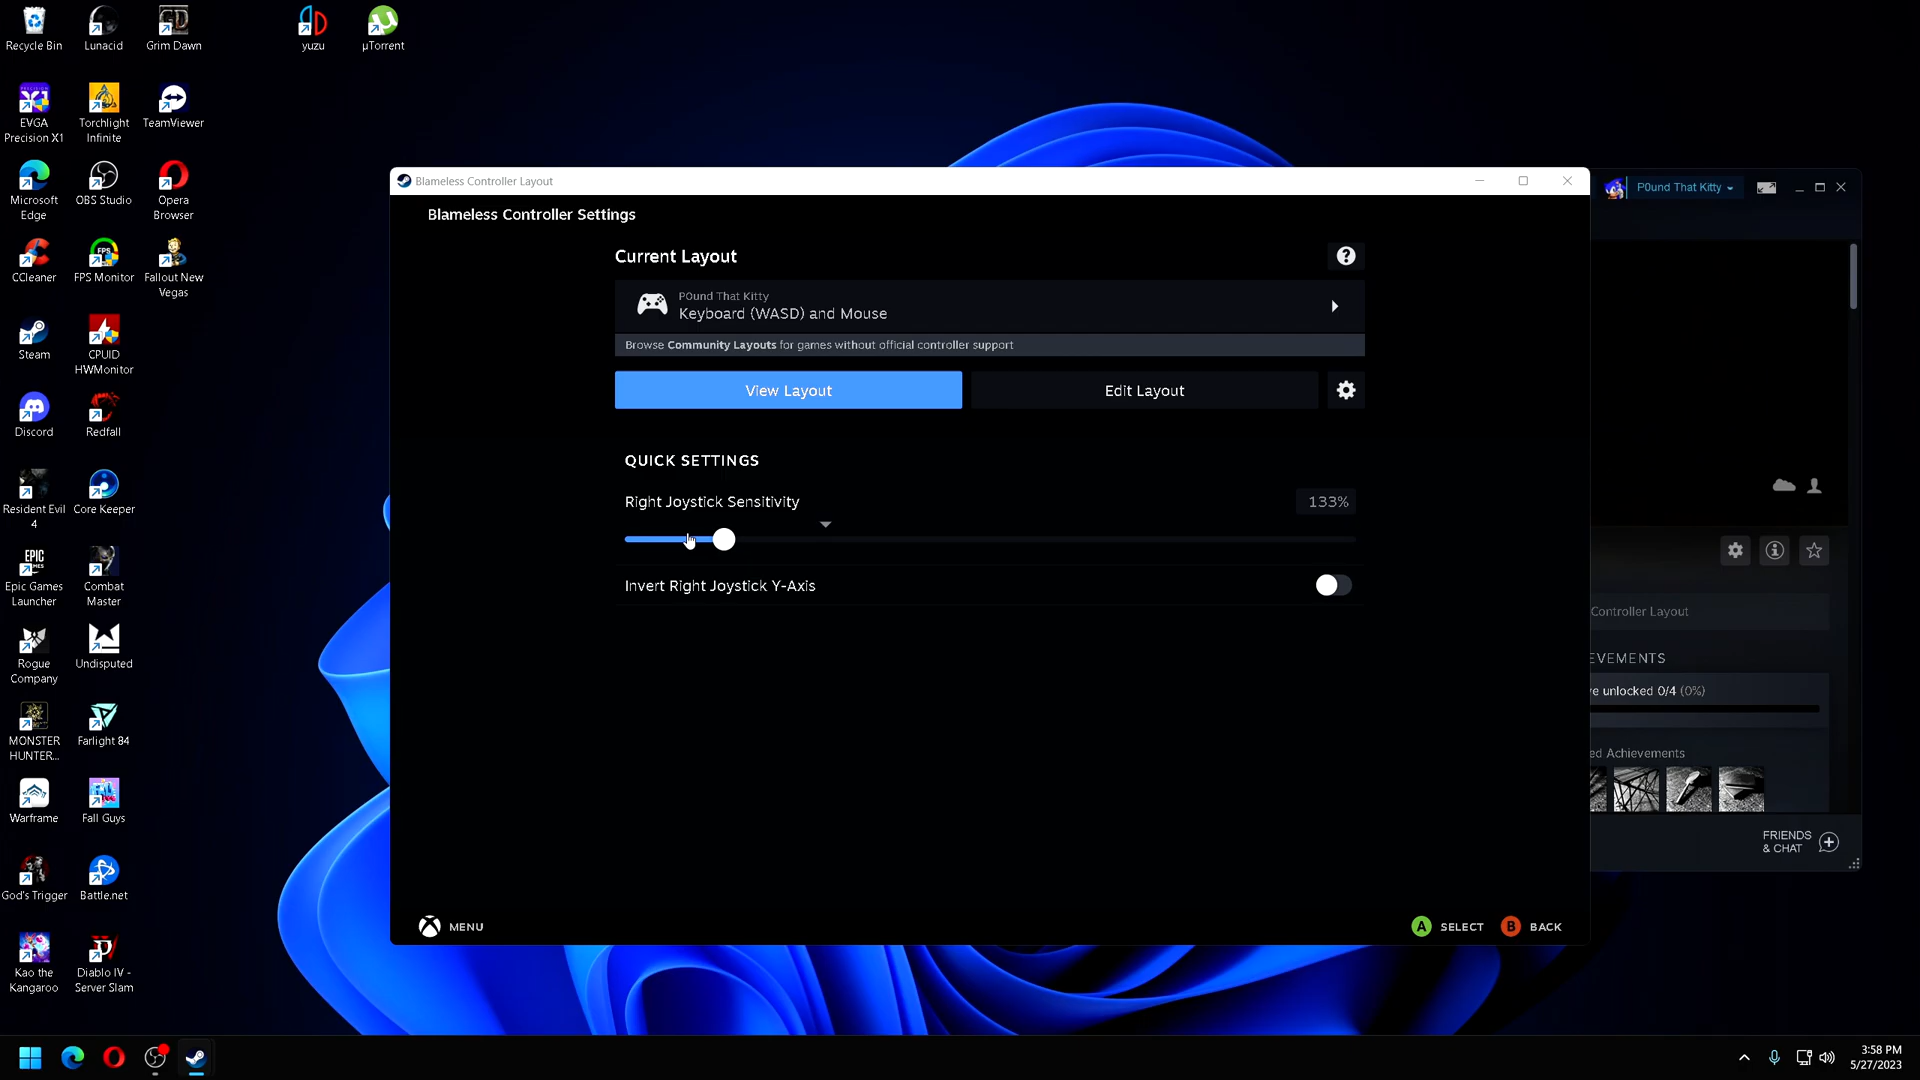 Recycle Bin
Lunacid
Grim Dawn
yuzu
µTorrent
EVGA
Precision X1
Torchlight
Infinite
TeamViewer
Microsoft
Edge
OBS Studio
Opera
Browser
CCleaner
FPS Monitor
Fallout New
Vegas
Steam
CPUID
HWMonitor
Discord
Redfall
Resident Evil
4
Core Keeper
Epic Games
Launcher
Combat
Master
Rogue
Company
Undisputed
MONSTER
HUNTER...
Farlight 84
Warframe
Fall Guys
God's Trigger
Battle.net
Kao the
Kangaroo
Diablo IV -
Server Slam
Blameless Controller Layout
Blameless Controller Settings
Current Layout
P0und That Kitty
Keyboard (WASD) and Mouse
Browse Community Layouts for games without official controller support
View Layout
Edit Layout
QUICK SETTINGS
Right Joystick Sensitivity
133%
Invert Right Joystick Y-Axis
MENU
A SELECT
B BACK
P0und That Kitty
Controller Layout
EVEMENTS
ve unlocked 0/4 (0%)
ed Achievements
FRIENDS
& CHAT
3:58 PM
5/27/2023